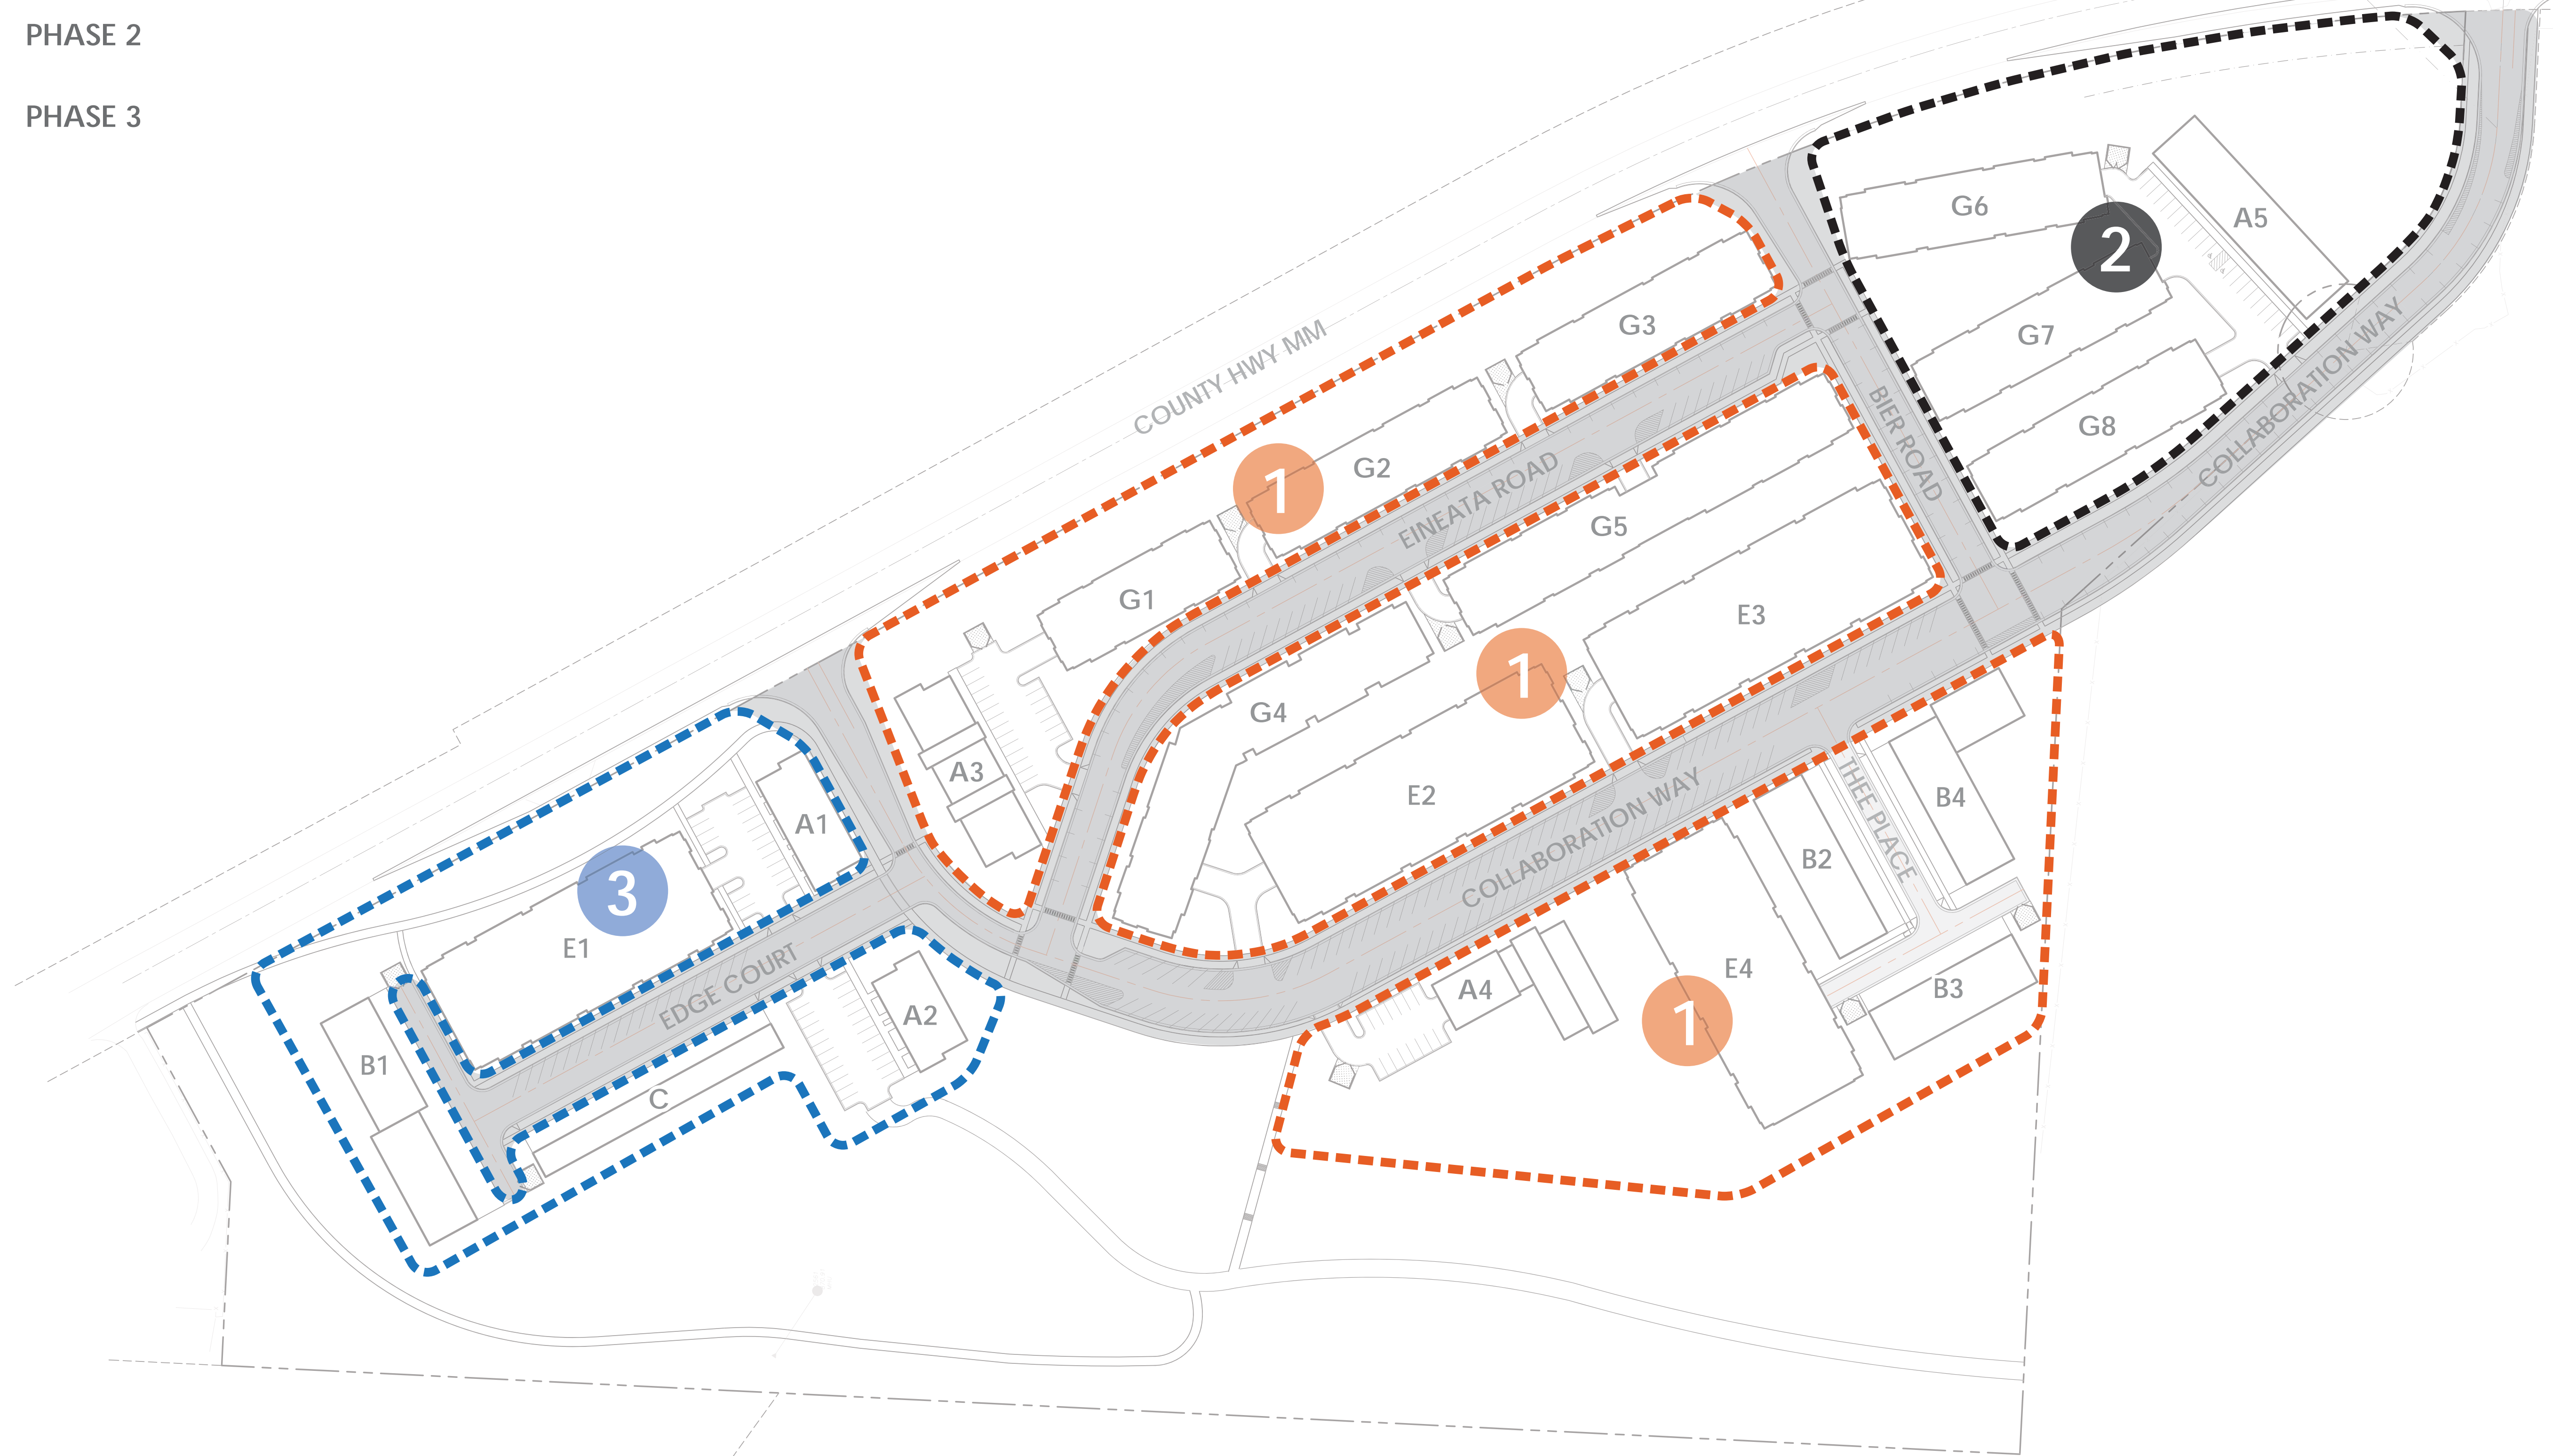 PHASE 2
PHASE 3
G6
A5
2
G7
G8
COLLABORATION WAY
COUNTY HWY MM
G3
BIER ROAD
G2
1
EINEATA ROAD
G5
G1
E3
1
G4
A3
E2
COLLABORATION WAY
THEE PLACE
B4
B2
A1
3
E1
EDGE COURT
A2
A4
E4
B3
1
B1
C